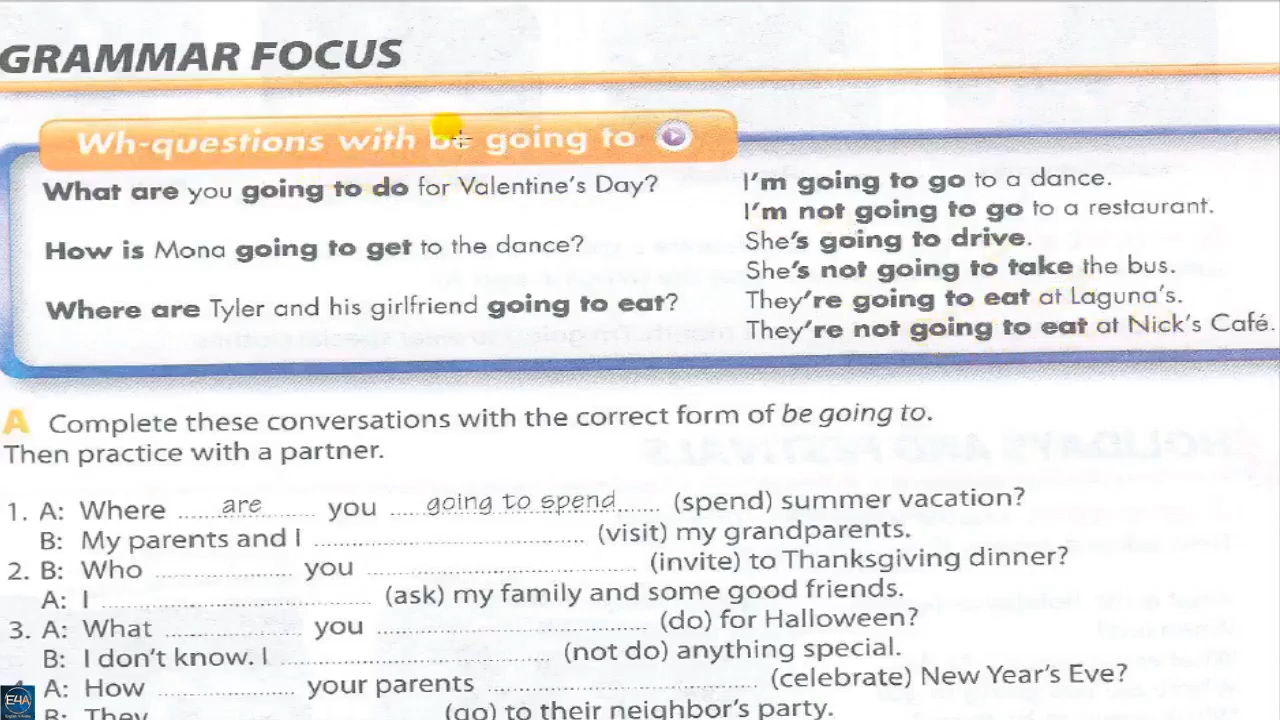 GRAMMAR FOCUS
Wh-questions with be going to
What are you going to do for Valentine's Day?
I'm going to go to a dance.
I'm not going to go to a restaurant.
How is Mona going to get to the dance?
She's going to drive.
She's not going to take the bus.
Where are Tyler and his girlfriend going to eat?
They're going to eat at Laguna's.
They're not going to eat at Nick's Café.
A Complete these conversations with the correct form of be going to.
Then practice with a partner.
1. A: Where are you going to spend (spend) summer vacation?
B: My parents and I (visit) my grandparents.
2. B: Who you (invite) to Thanksgiving dinner?
A: I (ask) my family and some good friends.
3. A: What you (do) for Halloween?
B: I don't know. I (not do) anything special.
A: How your parents (celebrate) New Year's Eve?
B: They (go) to their neighbor's party.
E4A